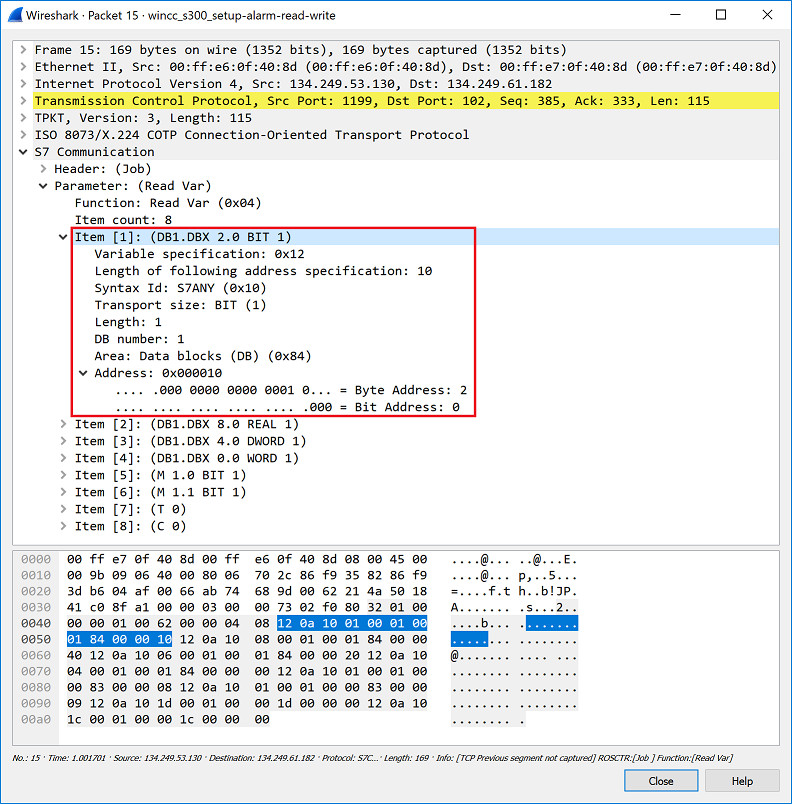 Wireshark · Packet 15 · wincc_s300_setup-alarm-read-write
Frame 15: 169 bytes on wire (1352 bits), 169 bytes captured (1352 bits)
Ethernet II, Src: 00:ff:e6:0f:40:8d (00:ff:e6:0f:40:8d), Dst: 00:ff:e7:0f:40:8d (00:ff:e7:0f:40:8d)
Internet Protocol Version 4, Src: 134.249.53.130, Dst: 134.249.61.182
Transmission Control Protocol, Src Port: 1199, Dst Port: 102, Seq: 385, Ack: 333, Len: 115
TPKT, Version: 3, Length: 115
ISO 8073/X.224 COTP Connection-Oriented Transport Protocol
S7 Communication
Header: (Job)
Parameter: (Read Var)
Function: Read Var (0x04)
Item count: 8
Item [1]: (DB1.DBX 2.0 BIT 1)
Variable specification: 0x12
Length of following address specification: 10
Syntax Id: S7ANY (0x10)
Transport size: BIT (1)
Length: 1
DB number: 1
Area: Data blocks (DB) (0x84)
Address: 0x000010
.... .000 0000 0000 0001 0... = Byte Address: 2
.... .... .... .... .... .000 = Bit Address: 0
Item [2]: (DB1.DBX 8.0 REAL 1)
Item [3]: (DB1.DBX 4.0 DWORD 1)
Item [4]: (DB1.DBX 0.0 WORD 1)
Item [5]: (M 1.0 BIT 1)
Item [6]: (M 1.1 BIT 1)
Item [7]: (T 0)
Item [8]: (C 0)
0000 00 ff e7 0f 40 8d 00 ff e6 0f 40 8d 08 00 45 00 ....@... ..@...E.
0010 00 9b 09 06 40 00 80 06 70 2c 86 f9 35 82 86 f9 ....@... p,..5...
0020 3d b6 04 af 00 66 ab 74 68 9d 00 62 21 4a 50 18 =....f.t h..b!JP.
0030 41 c0 8f a1 00 00 03 00 00 73 02 f0 80 32 01 00 A....... .s...2..
0040 00 00 01 00 62 00 00 04 08 12 0a 10 01 00 01 00 ....b... ........
0050 01 84 00 00 10 12 0a 10 08 00 01 00 01 84 00 00 ........ ........
0060 40 12 0a 10 06 00 01 00 01 84 00 00 20 12 0a 10 @....... .... ...
0070 04 00 01 00 01 84 00 00 00 12 0a 10 01 00 01 00 ........ ........
0080 00 83 00 00 08 12 0a 10 01 00 01 00 00 83 00 00 ........ ........
0090 09 12 0a 10 1d 00 01 00 00 1d 00 00 00 12 0a 10 ........ ........
00a0 1c 00 01 00 00 1c 00 00 00 ........ .
No.: 15 · Time: 1.001701 · Source: 134.249.53.130 · Destination: 134.249.61.182 · Protocol: S7C... · Length: 169 · Info: [TCP Previous segment not captured] ROSCTR:[Job ] Function:[Read Var]
Close
Help